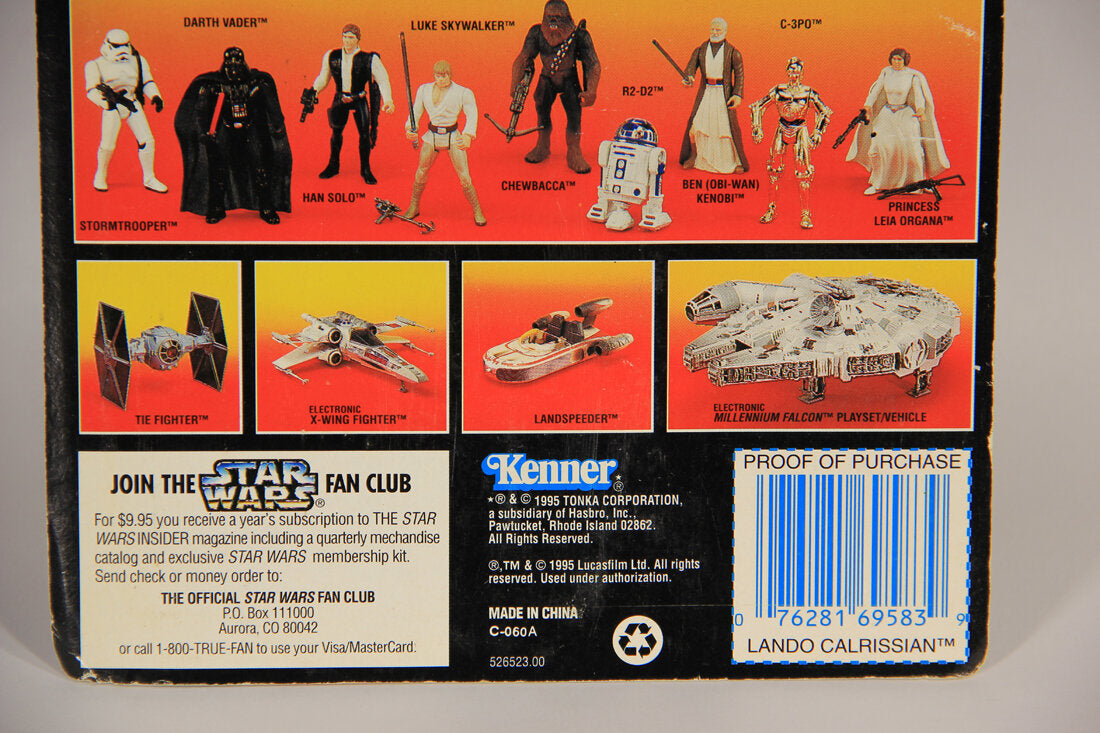 DARTH VADER™
LUKE SKYWALKER™
C-3PO™
R2-D2™
STORMTROOPER™
HAN SOLO™
CHEWBACCA™
BEN (OBI-WAN)
KENOBI™
PRINCESS
LEIA ORGANA™
TIE FIGHTER™
ELECTRONIC
X-WING FIGHTER™
LANDSPEEDER™
ELECTRONIC
MILLENNIUM FALCON™ PLAYSET/VEHICLE
JOIN THE STAR WARS® FAN CLUB
For $9.95 you receive a year's subscription to THE STAR
WARS INSIDER magazine including a quarterly mechandise
catalog and exclusive STAR WARS membership kit.
Send check or money order to:
THE OFFICIAL STAR WARS FAN CLUB
P.O. Box 111000
Aurora, CO 80042
or call 1-800-TRUE-FAN to use your Visa/MasterCard.
Kenner®
★® & © 1995 TONKA CORPORATION,
a subsidiary of Hasbro, Inc.,
Pawtucket, Rhode Island 02862.
All Rights Reserved.
®,TM & © 1995 Lucasfilm Ltd. All rights
reserved. Used under authorization.
MADE IN CHINA
C-060A
526523.00
PROOF OF PURCHASE
0 76281 69583 9
LANDO CALRISSIAN™